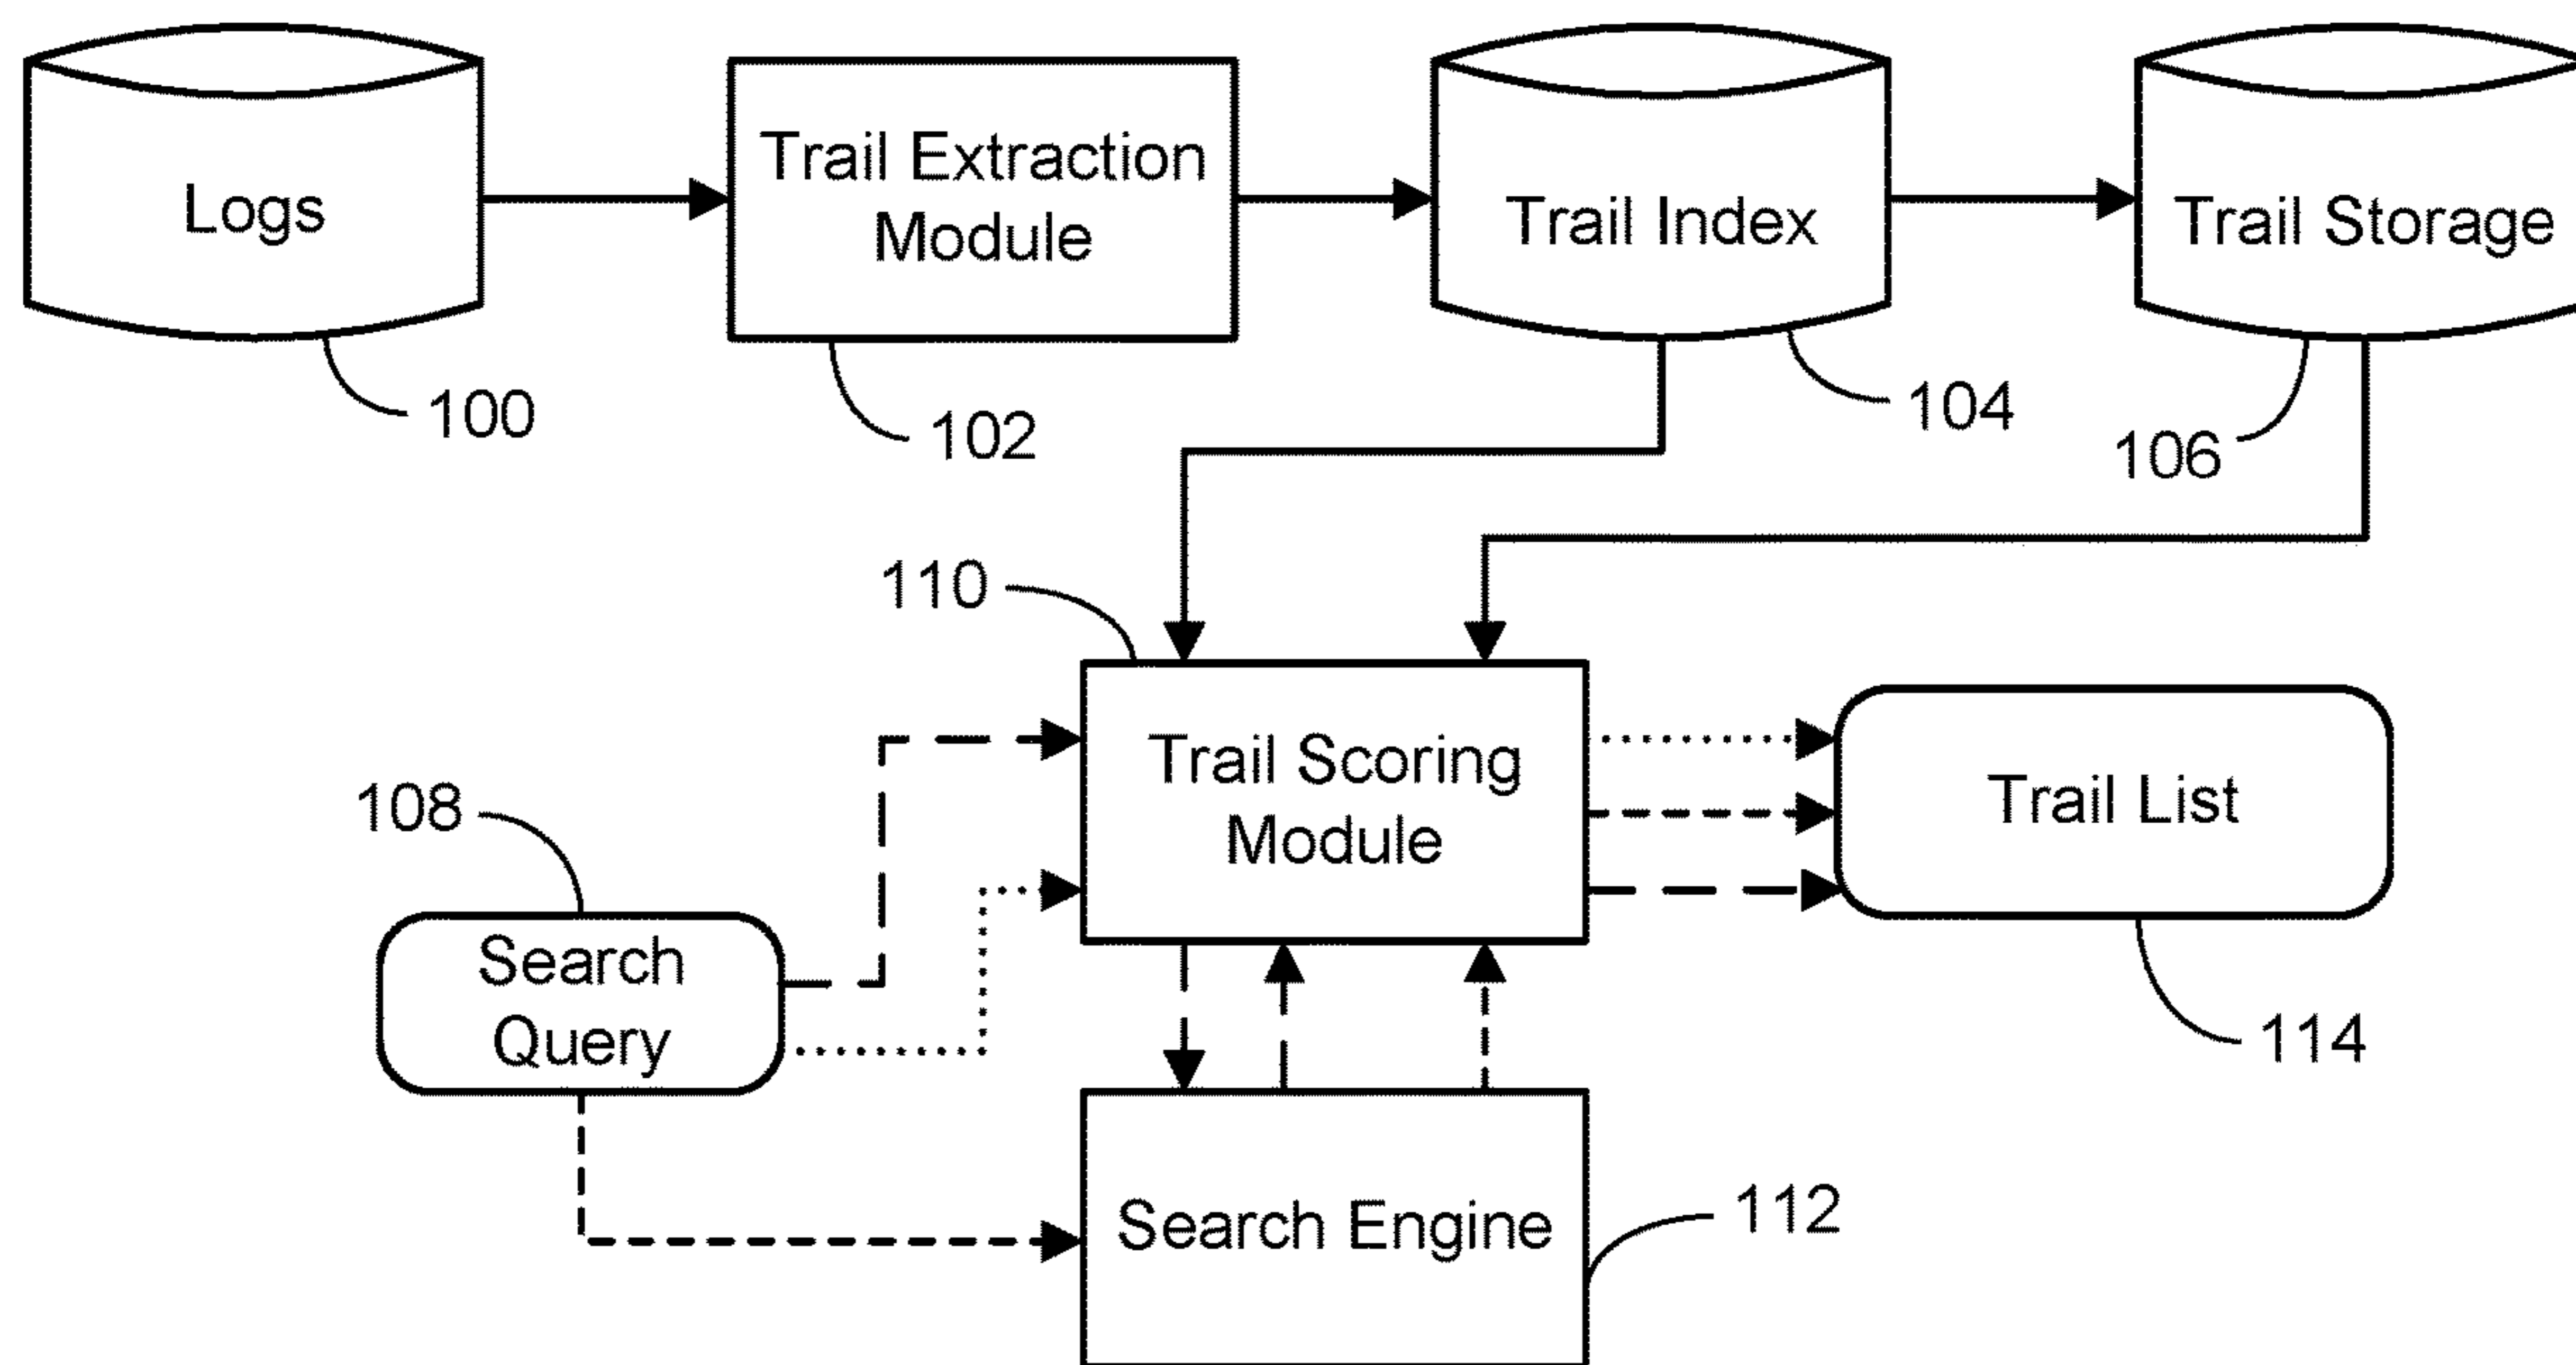 Logs
Trail Extraction
Module
Trail Index
Trail Storage
100
102
104
106
110
Trail Scoring
Module
Trail List
108
Search
Query
114
Search Engine
112